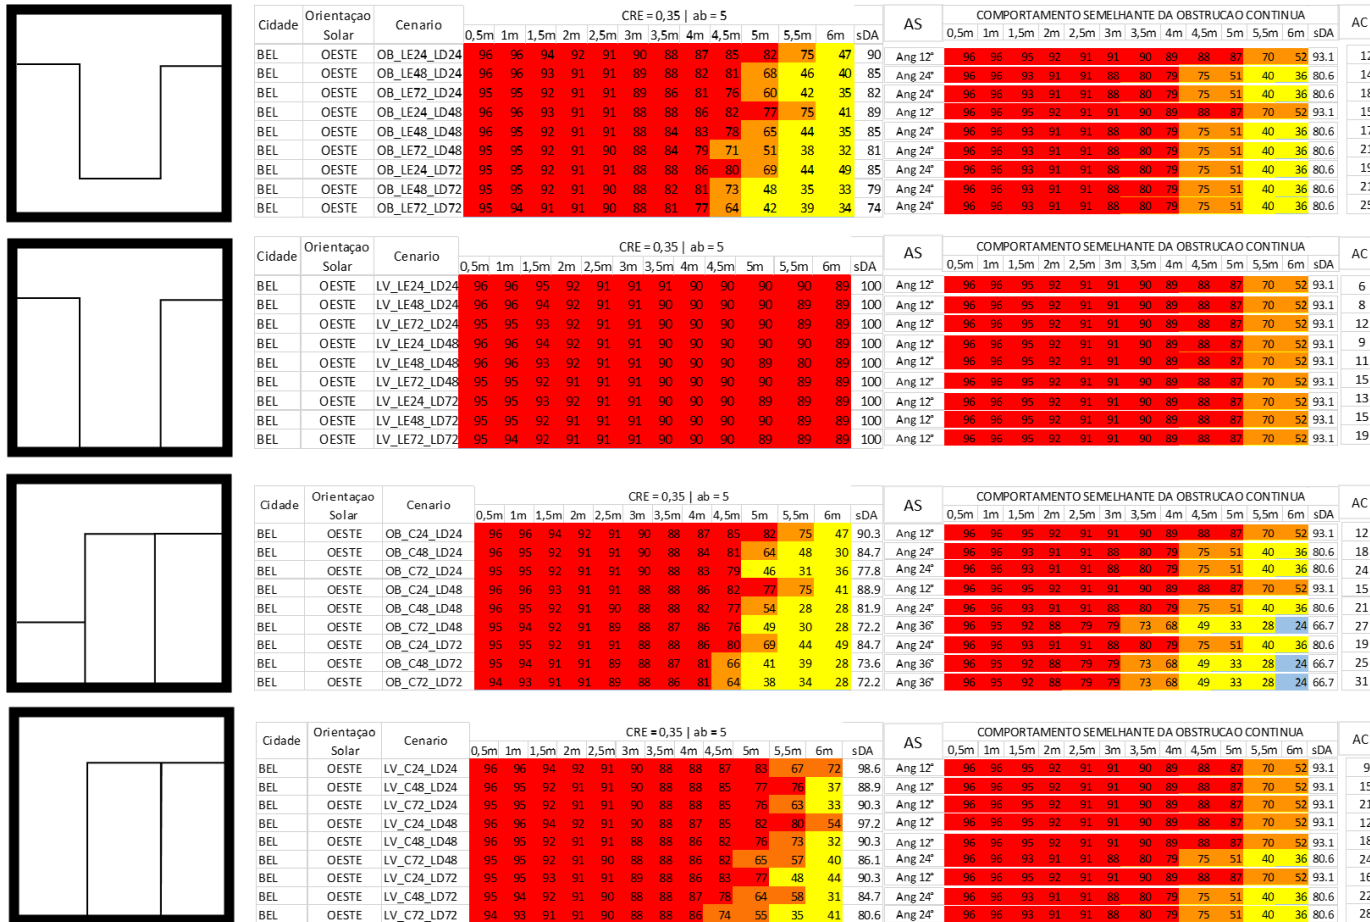 Cidade Orientaçao Solar Cenario CRE = 0,35 | ab = 5 AS COMPORTAMENTO SEMELHANTE DA OBSTRUCAO CONTINUA AC
0,5m 1m 1,5m 2m 2,5m 3m 3,5m 4m 4,5m 5m 5,5m 6m sDA 0,5m 1m 1,5m 2m 2,5m 3m 3,5m 4m 4,5m 5m 5,5m 6m sDA
BEL OESTE OB_LE24_LD24 96 96 94 92 91 90 88 87 85 82 75 47 90 Ang 12° 96 96 95 92 91 91 90 89 88 87 70 52 93.1 12
BEL OESTE OB_LE48_LD24 96 96 93 91 91 89 88 82 81 68 46 40 85 Ang 24° 96 96 93 91 91 88 80 79 75 51 40 36 80.6 14
BEL OESTE OB_LE72_LD24 95 95 92 91 91 89 86 81 76 60 42 35 82 Ang 24° 96 96 93 91 91 88 80 79 75 51 40 36 80.6 18
BEL OESTE OB_LE24_LD48 96 96 93 91 91 88 88 86 82 77 75 41 89 Ang 12° 96 96 95 92 91 91 90 89 88 87 70 52 93.1 15
BEL OESTE OB_LE48_LD48 96 95 92 91 91 88 84 83 78 65 44 35 85 Ang 24° 96 96 93 91 91 88 80 79 75 51 40 36 80.6 17
BEL OESTE OB_LE72_LD48 95 95 92 91 90 88 84 79 71 51 38 32 81 Ang 24° 96 96 93 91 91 88 80 79 75 51 40 36 80.6 21
BEL OESTE OB_LE24_LD72 95 95 92 91 91 88 88 86 80 69 44 49 85 Ang 24° 96 96 93 91 91 88 80 79 75 51 40 36 80.6 19
BEL OESTE OB_LE48_LD72 95 95 92 91 90 88 82 81 73 48 35 33 79 Ang 24° 96 96 93 91 91 88 80 79 75 51 40 36 80.6 21
BEL OESTE OB_LE72_LD72 95 94 91 91 90 88 81 77 64 42 39 34 74 Ang 24° 96 96 93 91 91 88 80 79 75 51 40 36 80.6 25
Cidade Orientaçao Solar Cenario CRE = 0,35 | ab = 5 AS COMPORTAMENTO SEMELHANTE DA OBSTRUCAO CONTINUA AC
0,5m 1m 1,5m 2m 2,5m 3m 3,5m 4m 4,5m 5m 5,5m 6m sDA 0,5m 1m 1,5m 2m 2,5m 3m 3,5m 4m 4,5m 5m 5,5m 6m sDA
BEL OESTE LV_LE24_LD24 96 96 95 92 91 91 91 90 90 90 90 89 100 Ang 12° 96 96 95 92 91 91 90 89 88 87 70 52 93.1 6
BEL OESTE LV_LE48_LD24 96 96 94 92 91 91 90 90 90 90 89 89 100 Ang 12° 96 96 95 92 91 91 90 89 88 87 70 52 93.1 8
BEL OESTE LV_LE72_LD24 95 95 93 92 91 91 90 90 90 90 89 89 100 Ang 12° 96 96 95 92 91 91 90 89 88 87 70 52 93.1 12
BEL OESTE LV_LE24_LD48 96 96 94 92 91 91 90 90 90 90 90 89 100 Ang 12° 96 96 95 92 91 91 90 89 88 87 70 52 93.1 9
BEL OESTE LV_LE48_LD48 96 96 93 92 91 91 90 90 90 89 80 89 100 Ang 12° 96 96 95 92 91 91 90 89 88 87 70 52 93.1 11
BEL OESTE LV_LE72_LD48 95 95 92 91 91 91 90 90 90 90 89 89 100 Ang 12° 96 96 95 92 91 91 90 89 88 87 70 52 93.1 15
BEL OESTE LV_LE24_LD72 95 95 93 92 91 91 90 90 90 89 89 89 100 Ang 12° 96 96 95 92 91 91 90 89 88 87 70 52 93.1 13
BEL OESTE LV_LE48_LD72 95 95 92 91 91 91 90 90 90 90 89 89 100 Ang 12° 96 96 95 92 91 91 90 89 88 87 70 52 93.1 15
BEL OESTE LV_LE72_LD72 95 94 92 91 91 91 90 90 90 89 89 89 100 Ang 12° 96 96 95 92 91 91 90 89 88 87 70 52 93.1 19
Cidade Orientaçao Solar Cenario CRE = 0,35 | ab = 5 AS COMPORTAMENTO SEMELHANTE DA OBSTRUCAO CONTINUA AC
0,5m 1m 1,5m 2m 2,5m 3m 3,5m 4m 4,5m 5m 5,5m 6m sDA 0,5m 1m 1,5m 2m 2,5m 3m 3,5m 4m 4,5m 5m 5,5m 6m sDA
BEL OESTE OB_C24_LD24 96 96 94 92 91 90 88 87 85 82 75 47 90.3 Ang 12° 96 96 95 92 91 91 90 89 88 87 70 52 93.1 12
BEL OESTE OB_C48_LD24 96 95 92 91 91 90 88 84 81 64 48 30 84.7 Ang 24° 96 96 93 91 91 88 80 79 75 51 40 36 80.6 18
BEL OESTE OB_C72_LD24 95 95 92 91 91 90 88 83 79 46 31 36 77.8 Ang 24° 96 96 93 91 91 88 80 79 75 51 40 36 80.6 24
BEL OESTE OB_C24_LD48 96 96 93 91 91 88 88 86 82 77 75 41 88.9 Ang 12° 96 96 95 92 91 91 90 89 88 87 70 52 93.1 15
BEL OESTE OB_C48_LD48 96 95 92 91 90 88 88 82 77 54 28 28 81.9 Ang 24° 96 96 93 91 91 88 80 79 75 51 40 36 80.6 21
BEL OESTE OB_C72_LD48 95 94 92 91 89 88 87 86 76 49 30 28 72.2 Ang 36° 96 95 92 88 79 79 73 68 49 33 28 24 66.7 27
BEL OESTE OB_C24_LD72 95 95 92 91 91 88 88 86 80 69 44 49 84.7 Ang 24° 96 96 93 91 91 88 80 79 75 51 40 36 80.6 19
BEL OESTE OB_C48_LD72 95 94 91 91 89 88 87 81 66 41 39 28 73.6 Ang 36° 96 95 92 88 79 79 73 68 49 33 28 24 66.7 25
BEL OESTE OB_C72_LD72 94 93 91 91 89 88 86 81 64 38 34 28 72.2 Ang 36° 96 95 92 88 79 79 73 68 49 33 28 24 66.7 31
Cidade Orientaçao Solar Cenario CRE = 0,35 | ab = 5 AS COMPORTAMENTO SEMELHANTE DA OBSTRUCAO CONTINUA AC
0,5m 1m 1,5m 2m 2,5m 3m 3,5m 4m 4,5m 5m 5,5m 6m sDA 0,5m 1m 1,5m 2m 2,5m 3m 3,5m 4m 4,5m 5m 5,5m 6m sDA
BEL OESTE LV_C24_LD24 96 96 94 92 91 90 88 88 87 83 67 72 98.6 Ang 12° 96 96 95 92 91 91 90 89 88 87 70 52 93.1 9
BEL OESTE LV_C48_LD24 96 95 92 91 91 90 88 88 85 77 76 37 88.9 Ang 12° 96 96 95 92 91 91 90 89 88 87 70 52 93.1 15
BEL OESTE LV_C72_LD24 95 95 92 91 91 90 88 88 85 76 63 33 90.3 Ang 12° 96 96 95 92 91 91 90 89 88 87 70 52 93.1 21
BEL OESTE LV_C24_LD48 96 96 94 92 91 90 88 87 85 82 80 54 97.2 Ang 12° 96 96 95 92 91 91 90 89 88 87 70 52 93.1 12
BEL OESTE LV_C48_LD48 96 95 92 91 91 88 88 86 82 76 73 32 90.3 Ang 12° 96 96 95 92 91 91 90 89 88 87 70 52 93.1 18
BEL OESTE LV_C72_LD48 95 95 92 91 90 88 88 86 82 65 57 40 86.1 Ang 24° 96 96 93 91 91 88 80 79 75 51 40 36 80.6 24
BEL OESTE LV_C24_LD72 95 95 93 91 91 89 88 86 83 77 48 44 90.3 Ang 12° 96 96 95 92 91 91 90 89 88 87 70 52 93.1 16
BEL OESTE LV_C48_LD72 95 94 92 91 90 88 88 87 78 64 58 31 84.7 Ang 24° 96 96 93 91 91 88 80 79 75 51 40 36 80.6 22
BEL OESTE LV_C72_LD72 94 93 91 91 90 88 88 86 74 55 35 41 80.6 Ang 24° 96 96 93 91 91 88 80 79 75 51 40 36 80.6 28